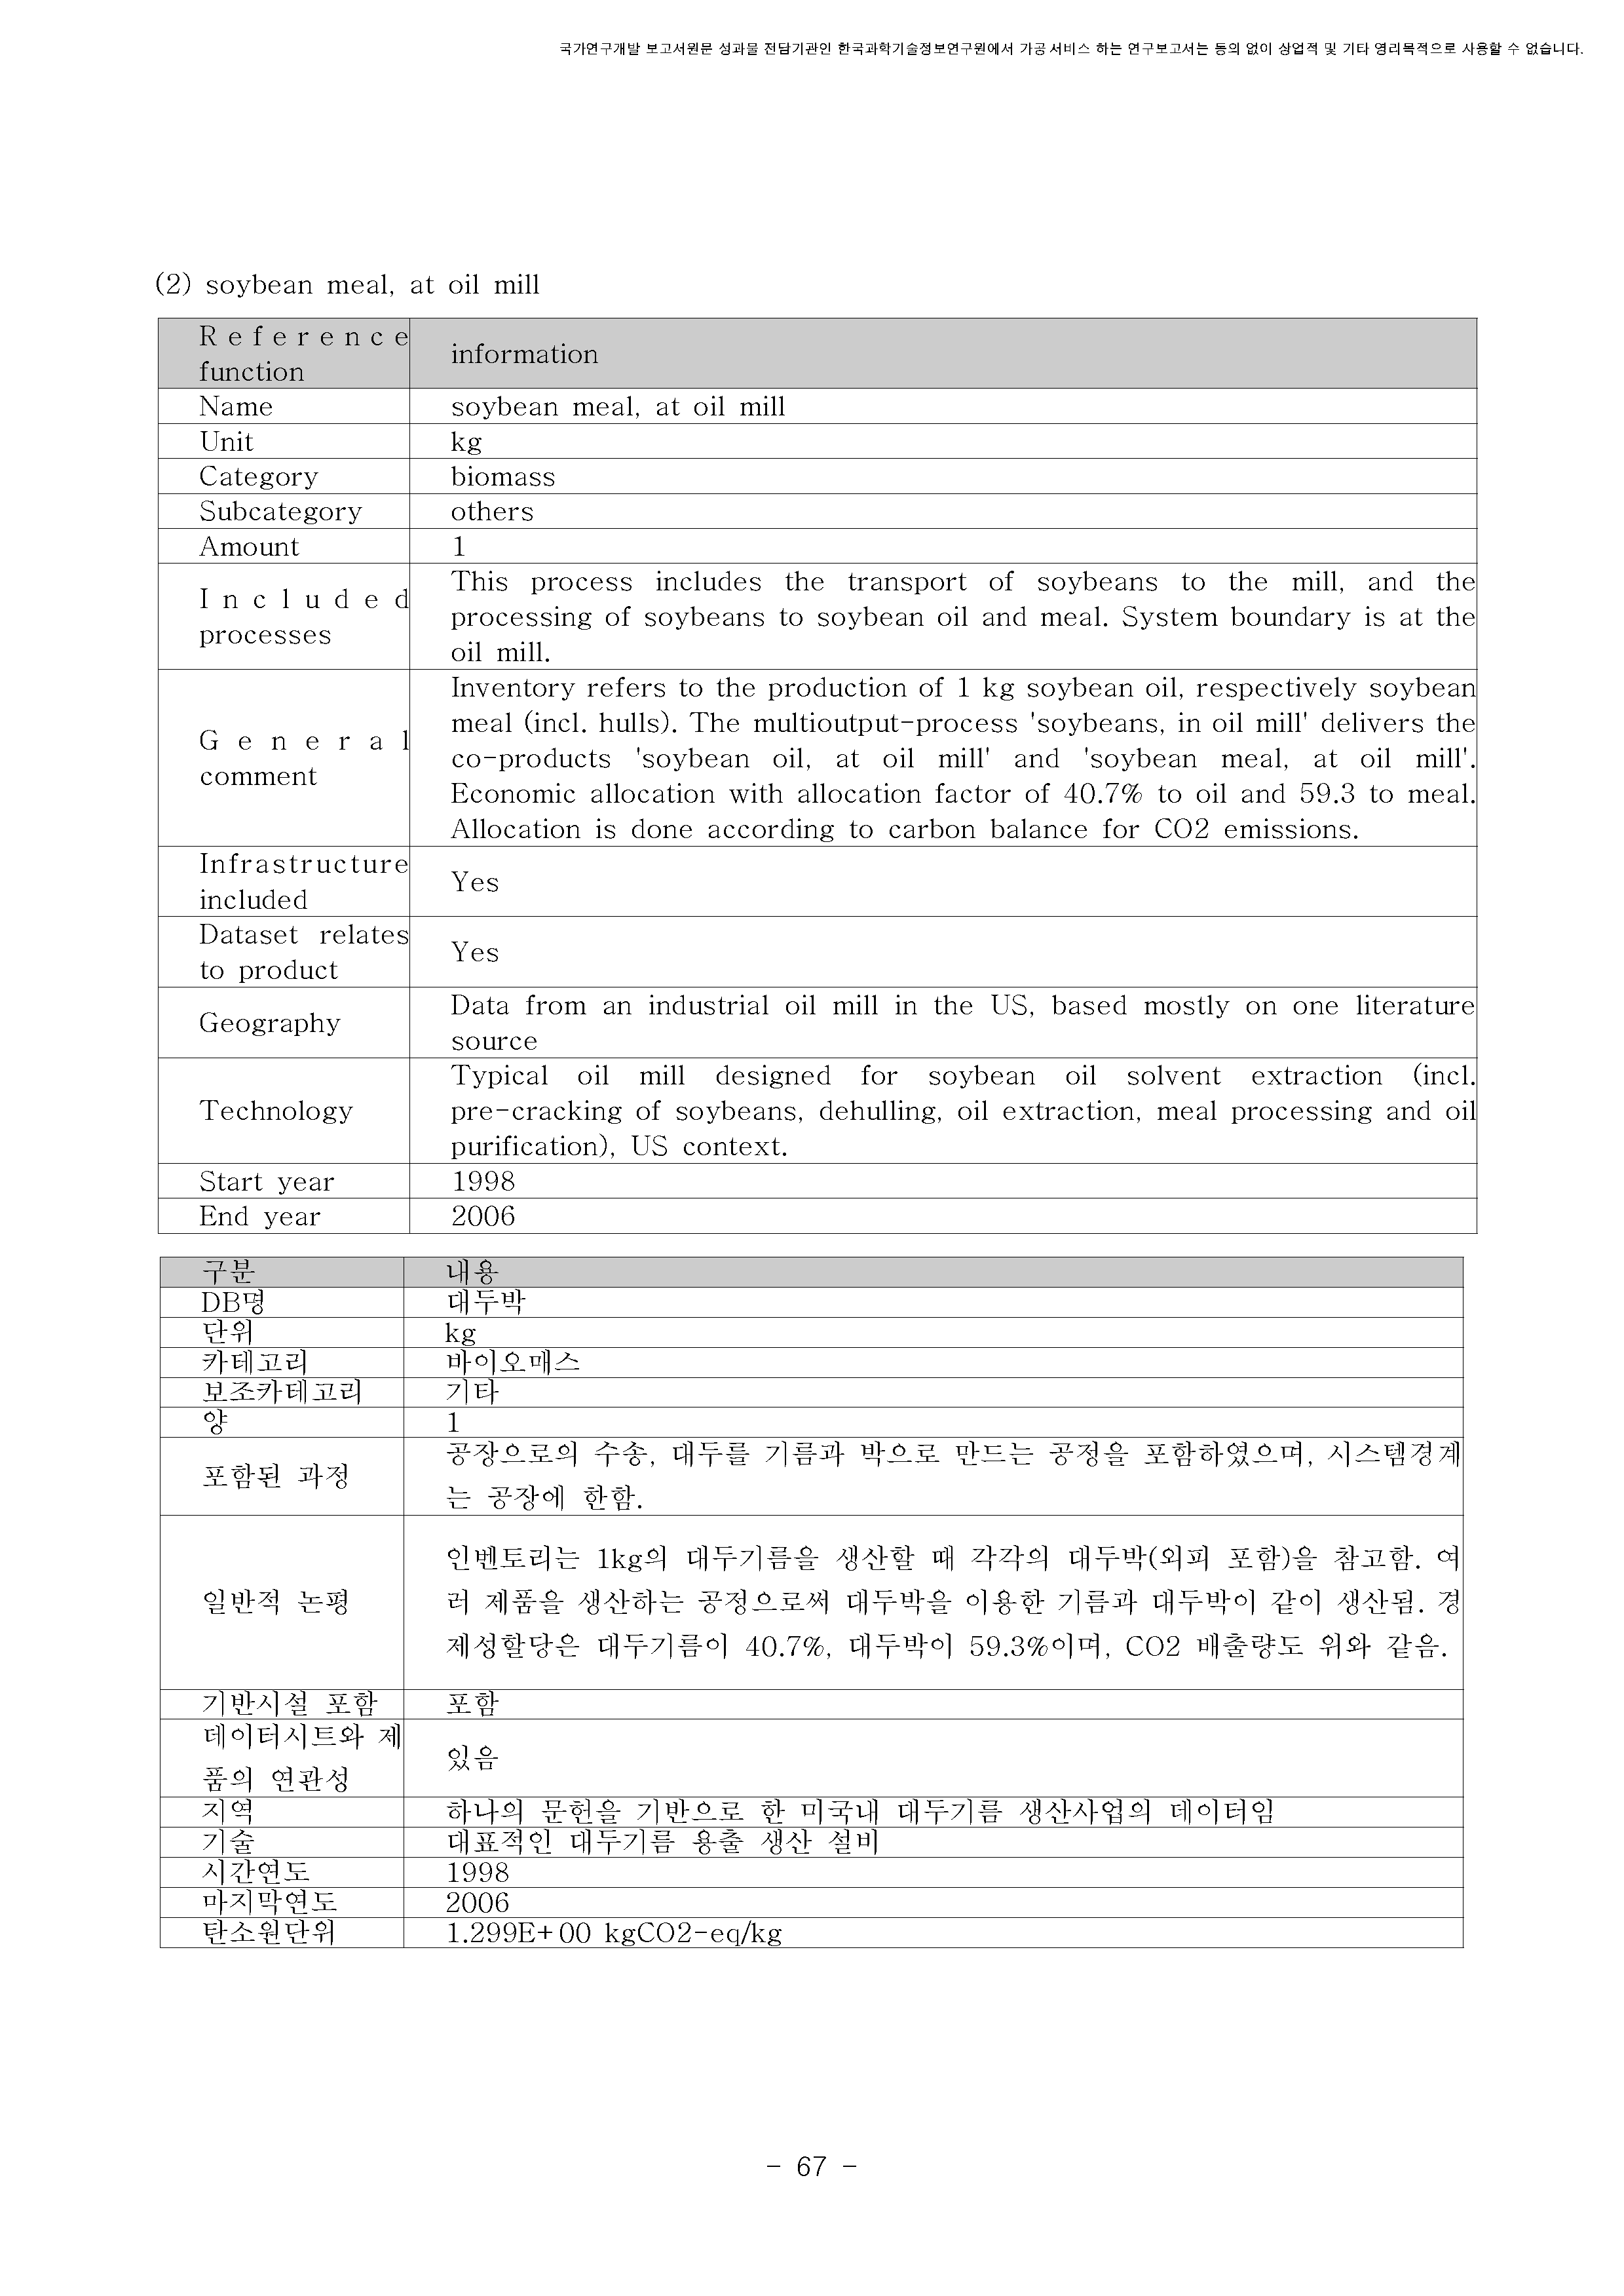 국가연구개발 보고서원문 성과물 전담기관인 한국과학기술정보연구원에서 가공·서비스 하는 연구보고서는 동의 없이 상업적 및 기타 영리목적으로 사용할 수 없습니다.
(2) soybean meal, at oil mill
Reference
function
information
Name
soybean meal, at oil mill
Unit
kg
Category
biomass
Subcategory
others
Amount
1
Included
processes
This process includes the transport of soybeans to the mill, and the
processing of soybeans to soybean oil and meal. System boundary is at the
oil mill.
General
comment
Inventory refers to the production of 1 kg soybean oil, respectively soybean
meal (incl. hulls). The multioutput-process 'soybeans, in oil mill' delivers the
co-products 'soybean oil, at oil mill' and 'soybean meal, at oil mill'.
Economic allocation with allocation factor of 40.7% to oil and 59.3 to meal.
Allocation is done according to carbon balance for CO2 emissions.
Infrastructure
included
Yes
Dataset relates
to product
Yes
Geography
Data from an industrial oil mill in the US, based mostly on one literature
source
Technology
Typical oil mill designed for soybean oil solvent extraction (incl.
pre-cracking of soybeans, dehulling, oil extraction, meal processing and oil
purification), US context.
Start year
1998
End year
2006
구분
내용
DB명
대두박
단위
kg
카테고리
바이오매스
보조카테고리
기타
양
1
포함된 과정
공장으로의 수송, 대두를 기름과 박으로 만드는 공정을 포함하였으며, 시스템경계
는 공장에 한함.
일반적 논평
인벤토리는 1kg의 대두기름을 생산할 때 각각의 대두박(외피 포함)을 참고함. 여
러 제품을 생산하는 공정으로써 대두박을 이용한 기름과 대두박이 같이 생산됨. 경
제성할당은 대두기름이 40.7%, 대두박이 59.3%이며, CO2 배출량도 위와 같음.
기반시설 포함
포함
데이터시트와 제
품의 연관성
있음
지역
하나의 문헌을 기반으로 한 미국내 대두기름 생산사업의 데이터임
기술
대표적인 대두기름 용출 생산 설비
시간연도
1998
마지막연도
2006
탄소원단위
1.299E+00 kgCO2-eq/kg
- 67 -